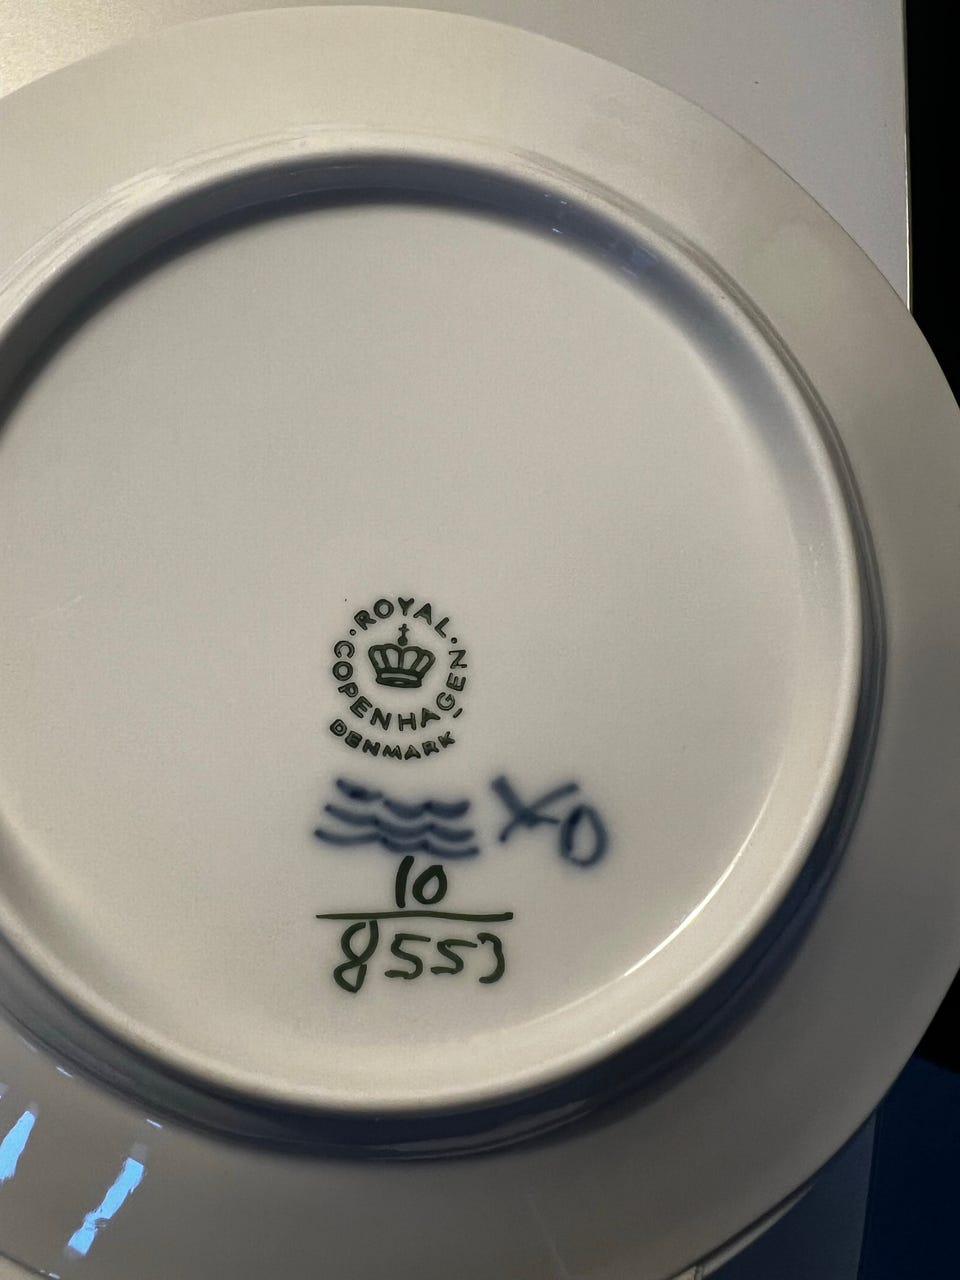 ROYAL
COPENHAGEN
DENMARK
XO
10
8553